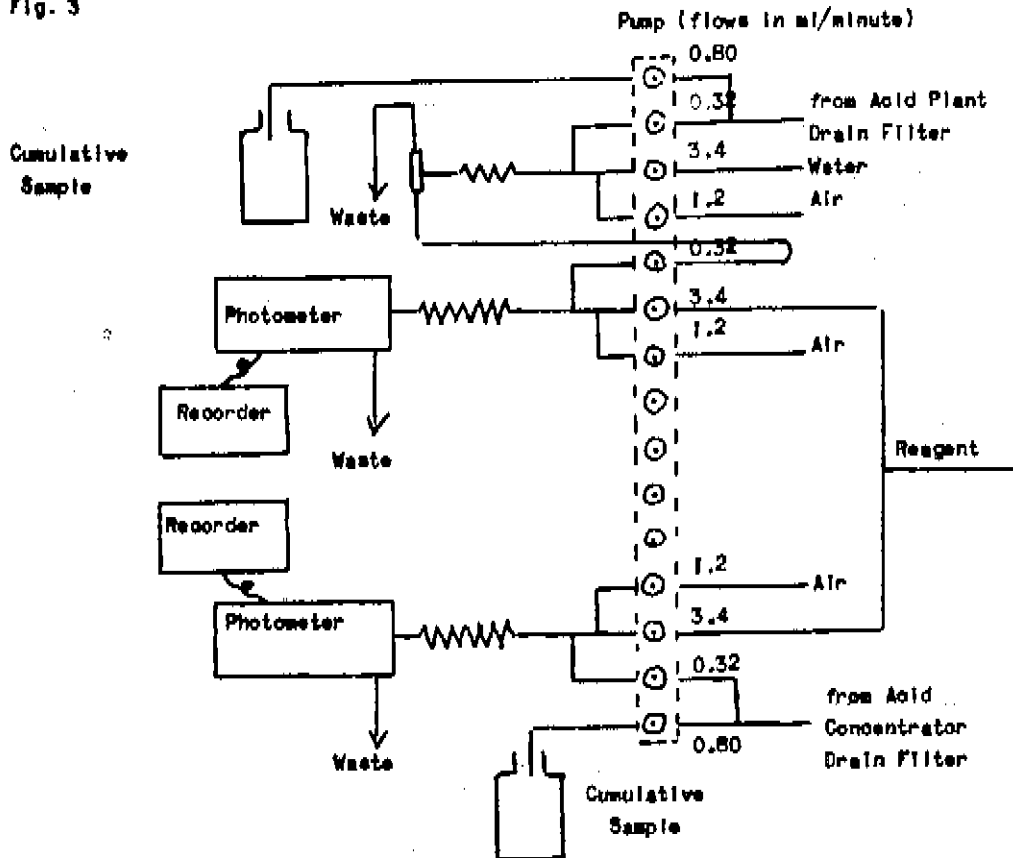 Fig. 3
Pump (flows in ml/minute)
0.80
0.32
from Acid Plant
Drain Filter
3.4
Water
1.2
Air
Cumulative
Sample
Waste
0.32
3.4
1.2
Air
Photometer
Recorder
Waste
Reagent
Recorder
Photometer
Waste
1.2
Air
3.4
0.32
from Acid
Concentrator
Drain Filter
0.80
Cumulative
Sample